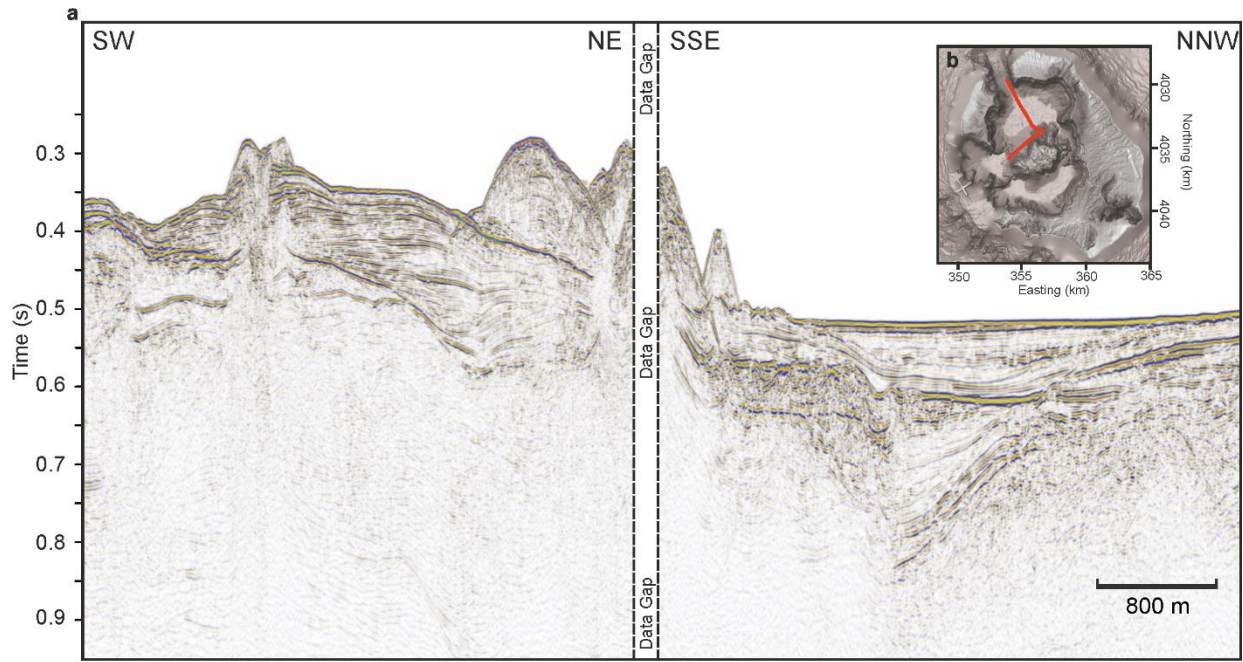 a
SW
NE
Data Gap
SSE
NNW
b
4030
4035
4040
Northing (km)
350
355
360
365
Easting (km)
0.3
0.4
0.5
0.6
0.7
0.8
0.9
Time (s)
Data Gap
Data Gap
800 m